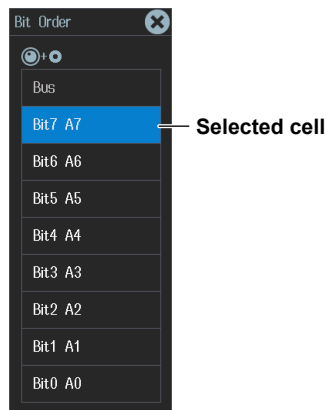 Bit Order
+
Bus
Bit7 A7
Selected cell
Bit6 A6
Bit5 A5
Bit4 A4
Bit3 A3
Bit2 A2
Bit1 A1
Bit0 A0